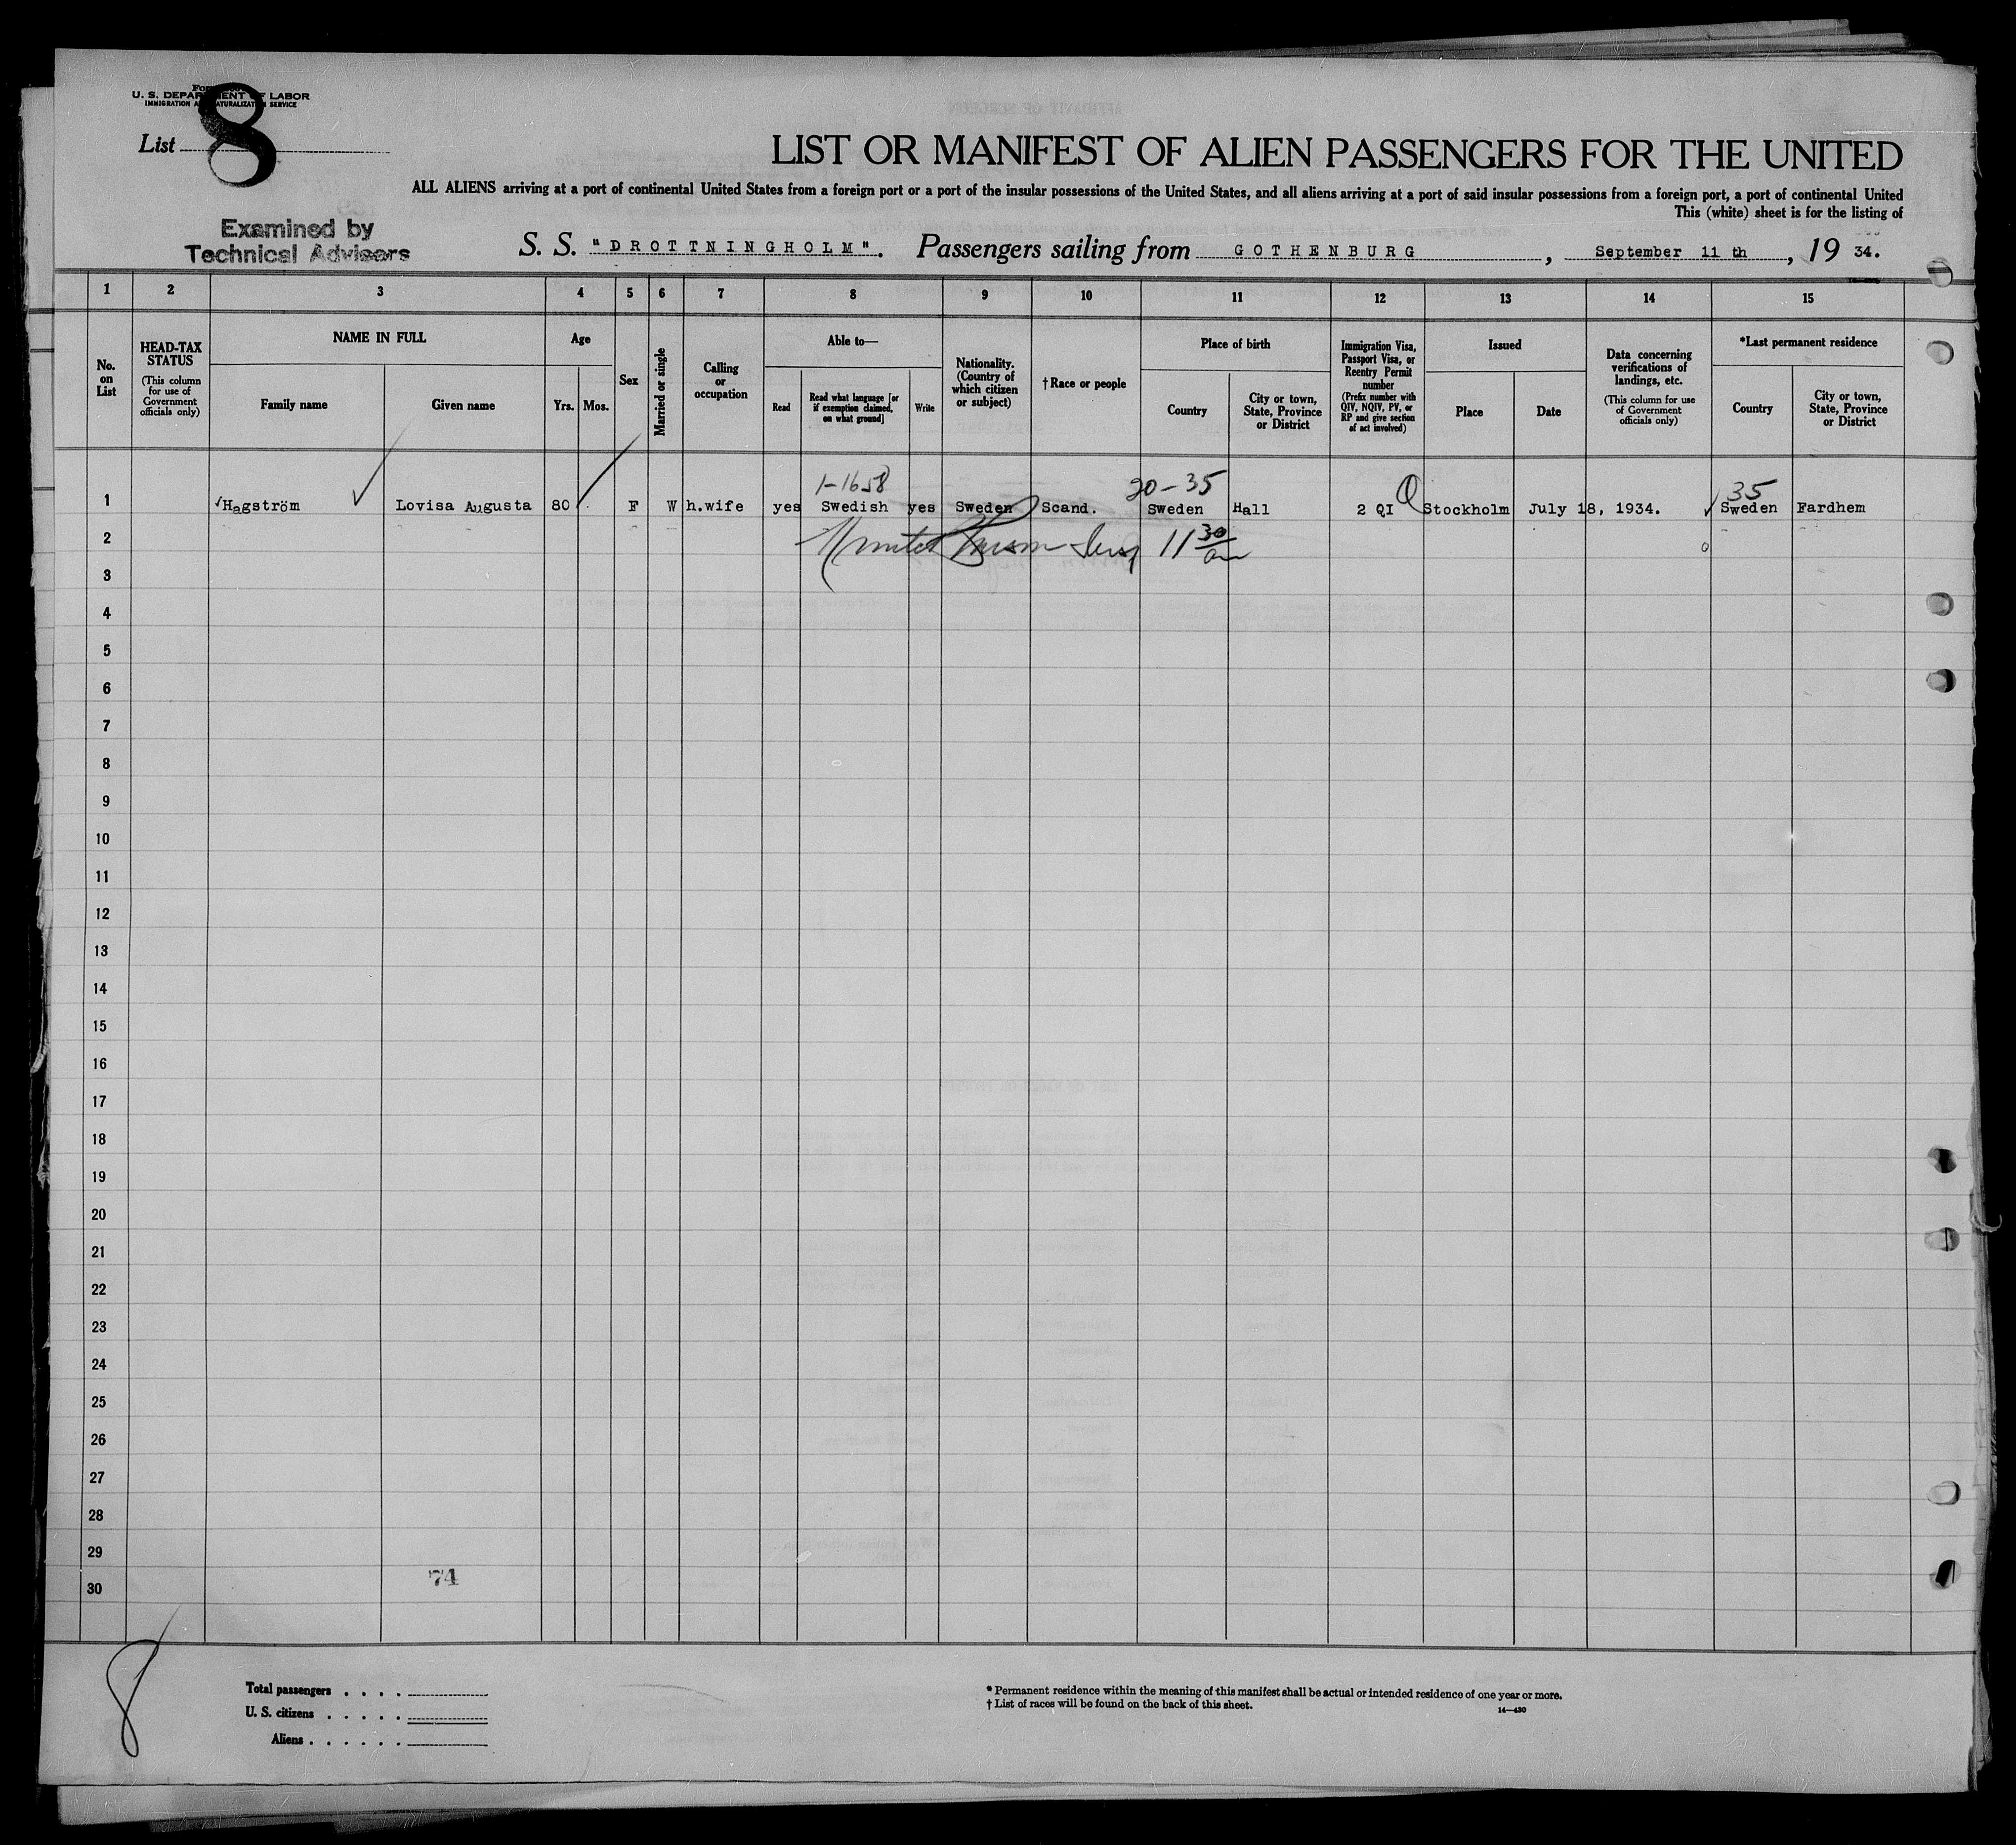 Form
U. S. DEPARTMENT OF LABOR
IMMIGRATION AND NATURALIZATION SERVICE
List 8
LIST OR MANIFEST OF ALIEN PASSENGERS FOR THE UNITED
ALL ALIENS arriving at a port of continental United States from a foreign port or a port of the insular possessions of the United States, and all aliens arriving at a port of said insular possessions from a foreign port, a port of continental United
This (white) sheet is for the listing of
Examined by
Technical Advisors
S. S. "DROTTNINGHOLM". Passengers sailing from GOTHENBURG, September 11 th, 19 34.
1 2 3 4 5 6 7 8 9 10 11 12 13 14 15
No. on List
HEAD-TAX STATUS
(This column for use of Government officials only)
NAME IN FULL
Family name
Given name
Age
Yrs. Mos.
Sex
Married or single
Calling or occupation
Able to—
Read
Read what language [or if exemption claimed, on what ground]
Write
Nationality. (Country of which citizen or subject)
† Race or people
Place of birth
Country
City or town, State, Province or District
Immigration Visa, Passport Visa, or Reentry Permit number
(Prefix number with QIV, NQIV, PV, or RP and give section of act involved)
Issued
Place
Date
Data concerning verifications of landings, etc.
(This column for use of Government officials only)
*Last permanent residence
Country
City or town, State, Province or District
20-35 35
1 Hagström Lovisa Augusta 80 F W h.wife yes Swedish yes Sweden Scand. Sweden Hall 2 QI Stockholm July 18, 1934. Sweden Fardhem
2 11 30
3
4
5
6
7
8
9
10
11
12
13
14
15
16
17
18
19
20
21
22
23
24
25
26
27
28
29
74
30
8
Total passengers . . . .
U. S. citizens . . . . .
Aliens . . . . . .
* Permanent residence within the meaning of this manifest shall be actual or intended residence of one year or more.
† List of races will be found on the back of this sheet.
14—430